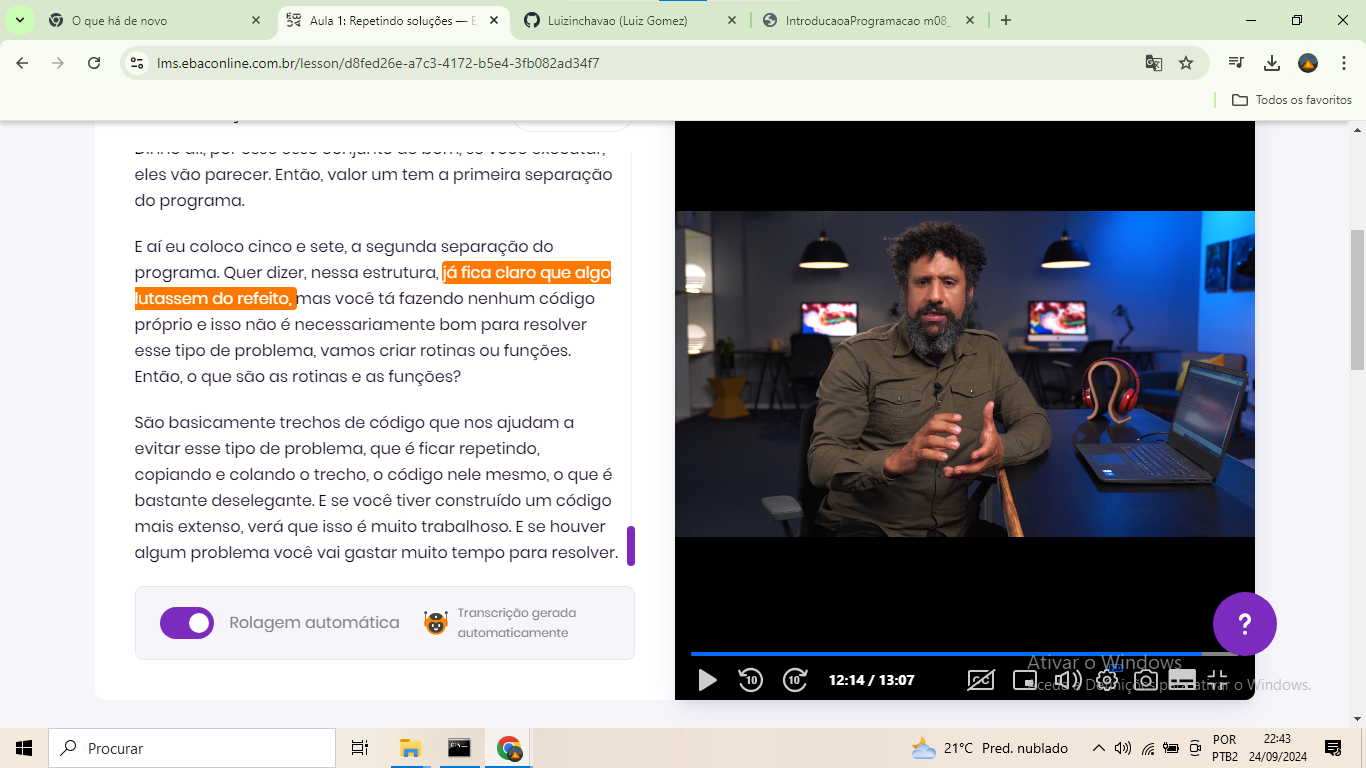 O que há de novo
Aula 1: Repetindo soluções — E
Luizinchavao (Luiz Gomez)
IntroducaoaProgramacao m08_
lms.ebaconline.com.br/lesson/d8fed26e-a7c3-4172-b5e4-3fb082ad34f7
Todos os favoritos
eles vão parecer. Então, valor um tem a primeira separação
do programa.
E aí eu coloco cinco e sete, a segunda separação do
programa. Quer dizer, nessa estrutura, já fica claro que algo
lutassem do refeito, mas você tá fazendo nenhum código
próprio e isso não é necessariamente bom para resolver
esse tipo de problema, vamos criar rotinas ou funções.
Então, o que são as rotinas e as funções?
São basicamente trechos de código que nos ajudam a
evitar esse tipo de problema, que é ficar repetindo,
copiando e colando o trecho, o código nele mesmo, o que é
bastante deselegante. E se você tiver construído um código
mais extenso, verá que isso é muito trabalhoso. E se houver
algum problema você vai gastar muito tempo para resolver.
Rolagem automática
Transcrição gerada
automaticamente
?
10
10
12:14 / 13:07
CC
Ativar o Windows
Aceda a Definições para ativar o Windows.
Procurar
21°C Pred. nublado
POR
PTB2
22:43
24/09/2024